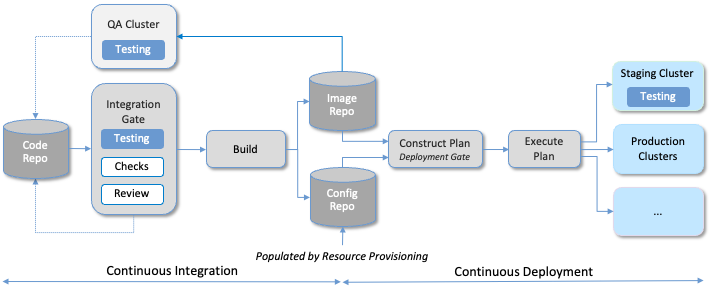 QA Cluster
Testing
Code
Repo
Integration
Gate
Testing
Checks
Review
Build
Image
Repo
Config
Repo
Populated by Resource Provisioning
Construct Plan
Deployment Gate
Execute
Plan
Staging Cluster
Testing
Production
Clusters
...
Continuous Integration
Continuous Deployment